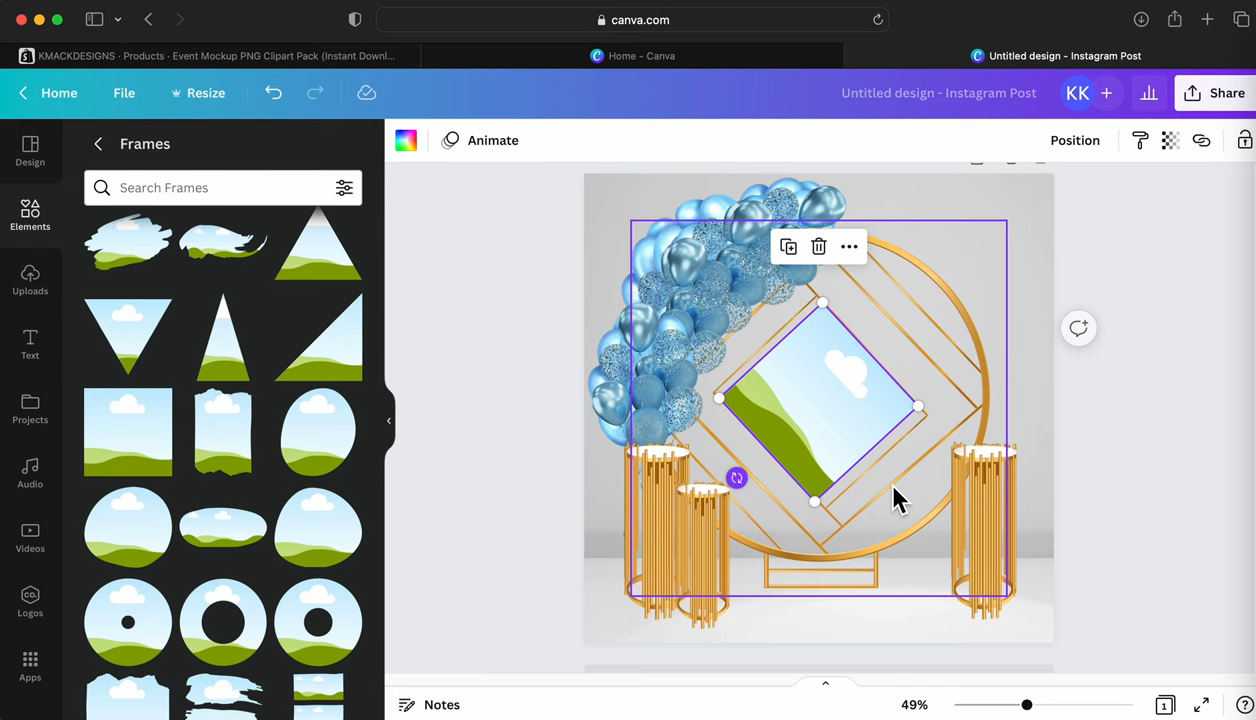 canva.com
KMACKDESIGNS · Products · Event Mockup PNG Clipart Pack (Instant Downl...
Home – Canva
Untitled design – Instagram Post
Home
File
Resize
Untitled design - Instagram Post
KK
Share
Design
Elements
Uploads
Text
Projects
Audio
Videos
Logos
Apps
Frames
Search Frames
Animate
Position
Notes
49%
1